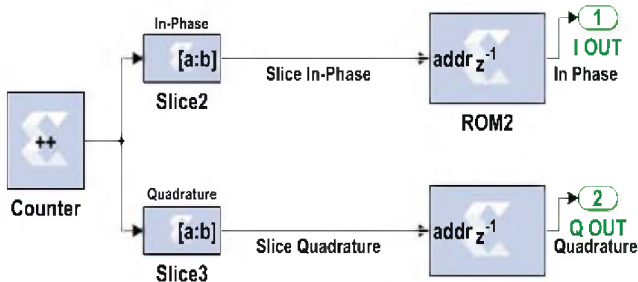 In-Phase
[a:b]
Slice2
Slice In-Phase
addr z-1
ROM2
1
I OUT
In Phase
++
Counter
Quadrature
[a:b]
Slice3
Slice Quadrature
addr z-1
2
Q OUT
Quadrature